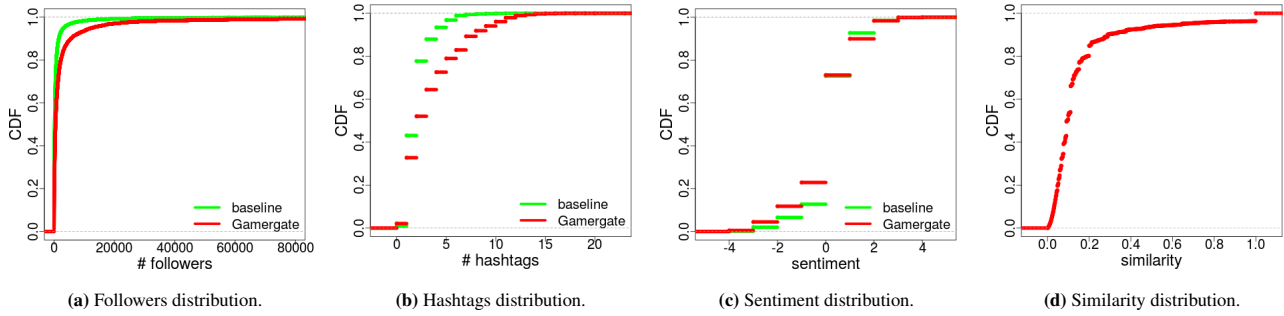 CDF
0.0 0.2 0.4 0.6 0.8 1.0
baseline
Gamergate
0 20000 40000 60000 80000
# followers
(a) Followers distribution.
CDF
0.0 0.2 0.4 0.6 0.8 1.0
baseline
Gamergate
0 5 10 15 20
# hashtags
(b) Hashtags distribution.
CDF
0.0 0.2 0.4 0.6 0.8 1.0
baseline
Gamergate
-4 -2 0 2 4
sentiment
(c) Sentiment distribution.
CDF
0.0 0.2 0.4 0.6 0.8 1.0
0.0 0.2 0.4 0.6 0.8 1.0
similarity
(d) Similarity distribution.